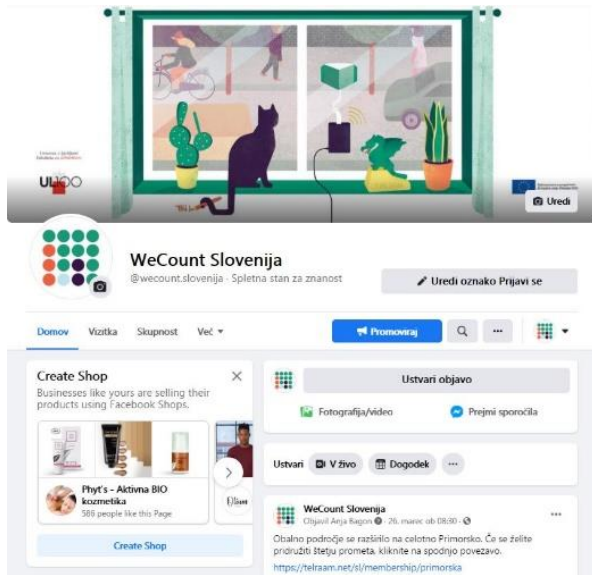 UL100
Uredi
WeCount Slovenija
@wecount.slovenija · Spletna stan za znanost
Uredi oznako Prijavi se
Domov Vizitka Skupnost Več
Promoviraj
Create Shop
Businesses like yours are selling their
products using Facebook Shops.
Phyt's - Aktivna BIO
kozmetika
586 people like this Page
Create Shop
Ustvari objavo
Fotografija/video Prejmi sporočila
Ustvari V živo Dogodek
WeCount Slovenija
Objavil Anja Bagon · 26. marec ob 08:30 ·
Obalno področje se razširilo na celotno Primorsko. Če se želite
pridružiti štetju prometa, kliknite na spodnjo povezavo.
https://telraam.net/sl/membership/primorska